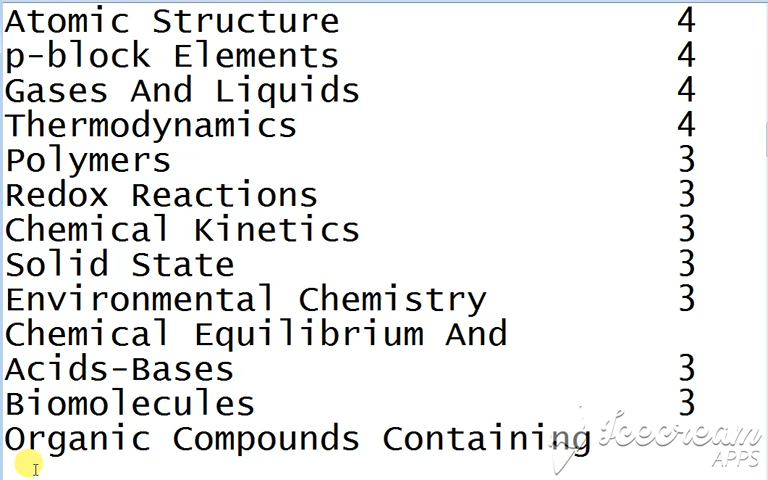 Atomic Structure 4
p-block Elements 4
Gases And Liquids 4
Thermodynamics 4
Polymers 3
Redox Reactions 3
Chemical Kinetics 3
Solid State 3
Environmental Chemistry 3
Chemical Equilibrium And
Acids-Bases 3
Biomolecules 3
Organic Compounds Containing
Icecream
APPS